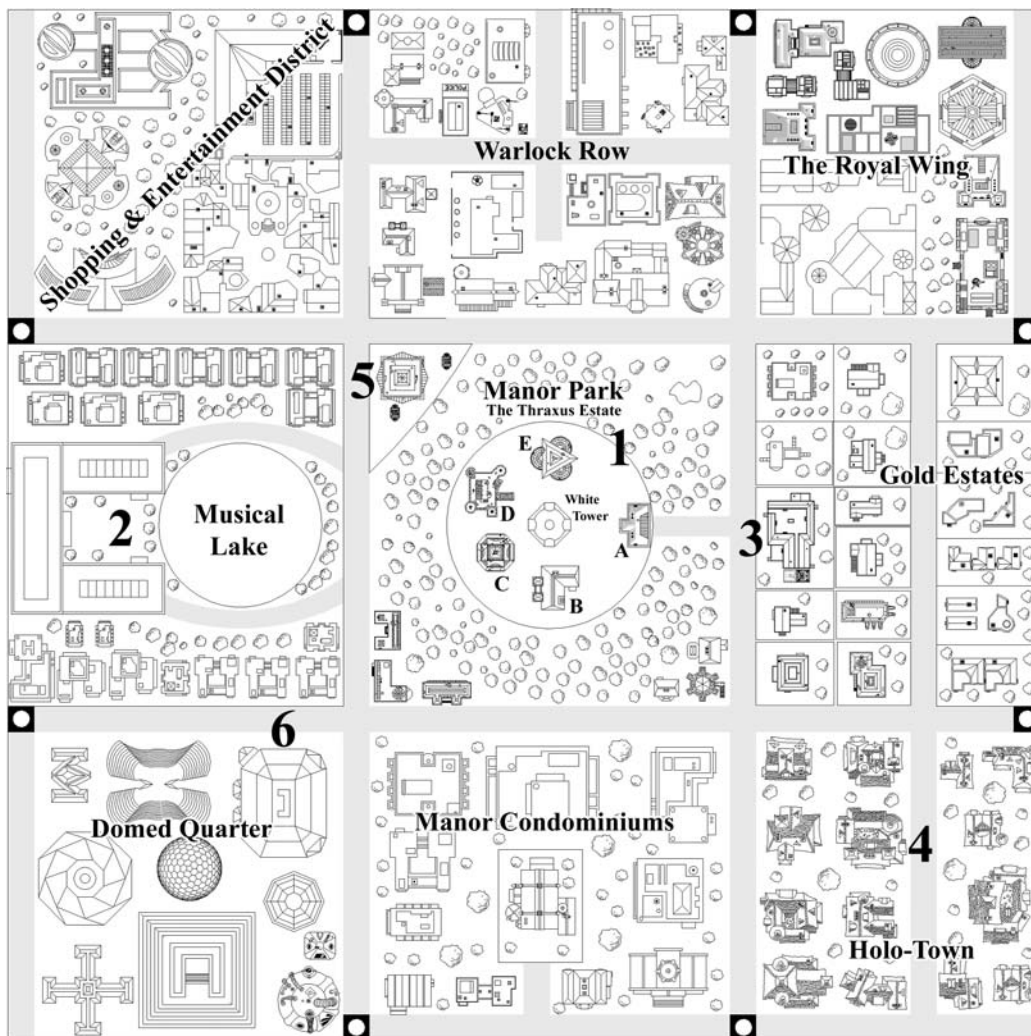 Shopping & Entertainment District
POLICE
Warlock Row
The Royal Wing
5
Manor Park
The Thraxus Estate
E
1
D
White
Tower
A
C
B
2
Musical
Lake
3
Gold Estates
6
Domed Quarter
Manor Condominiums
4
Holo-Town